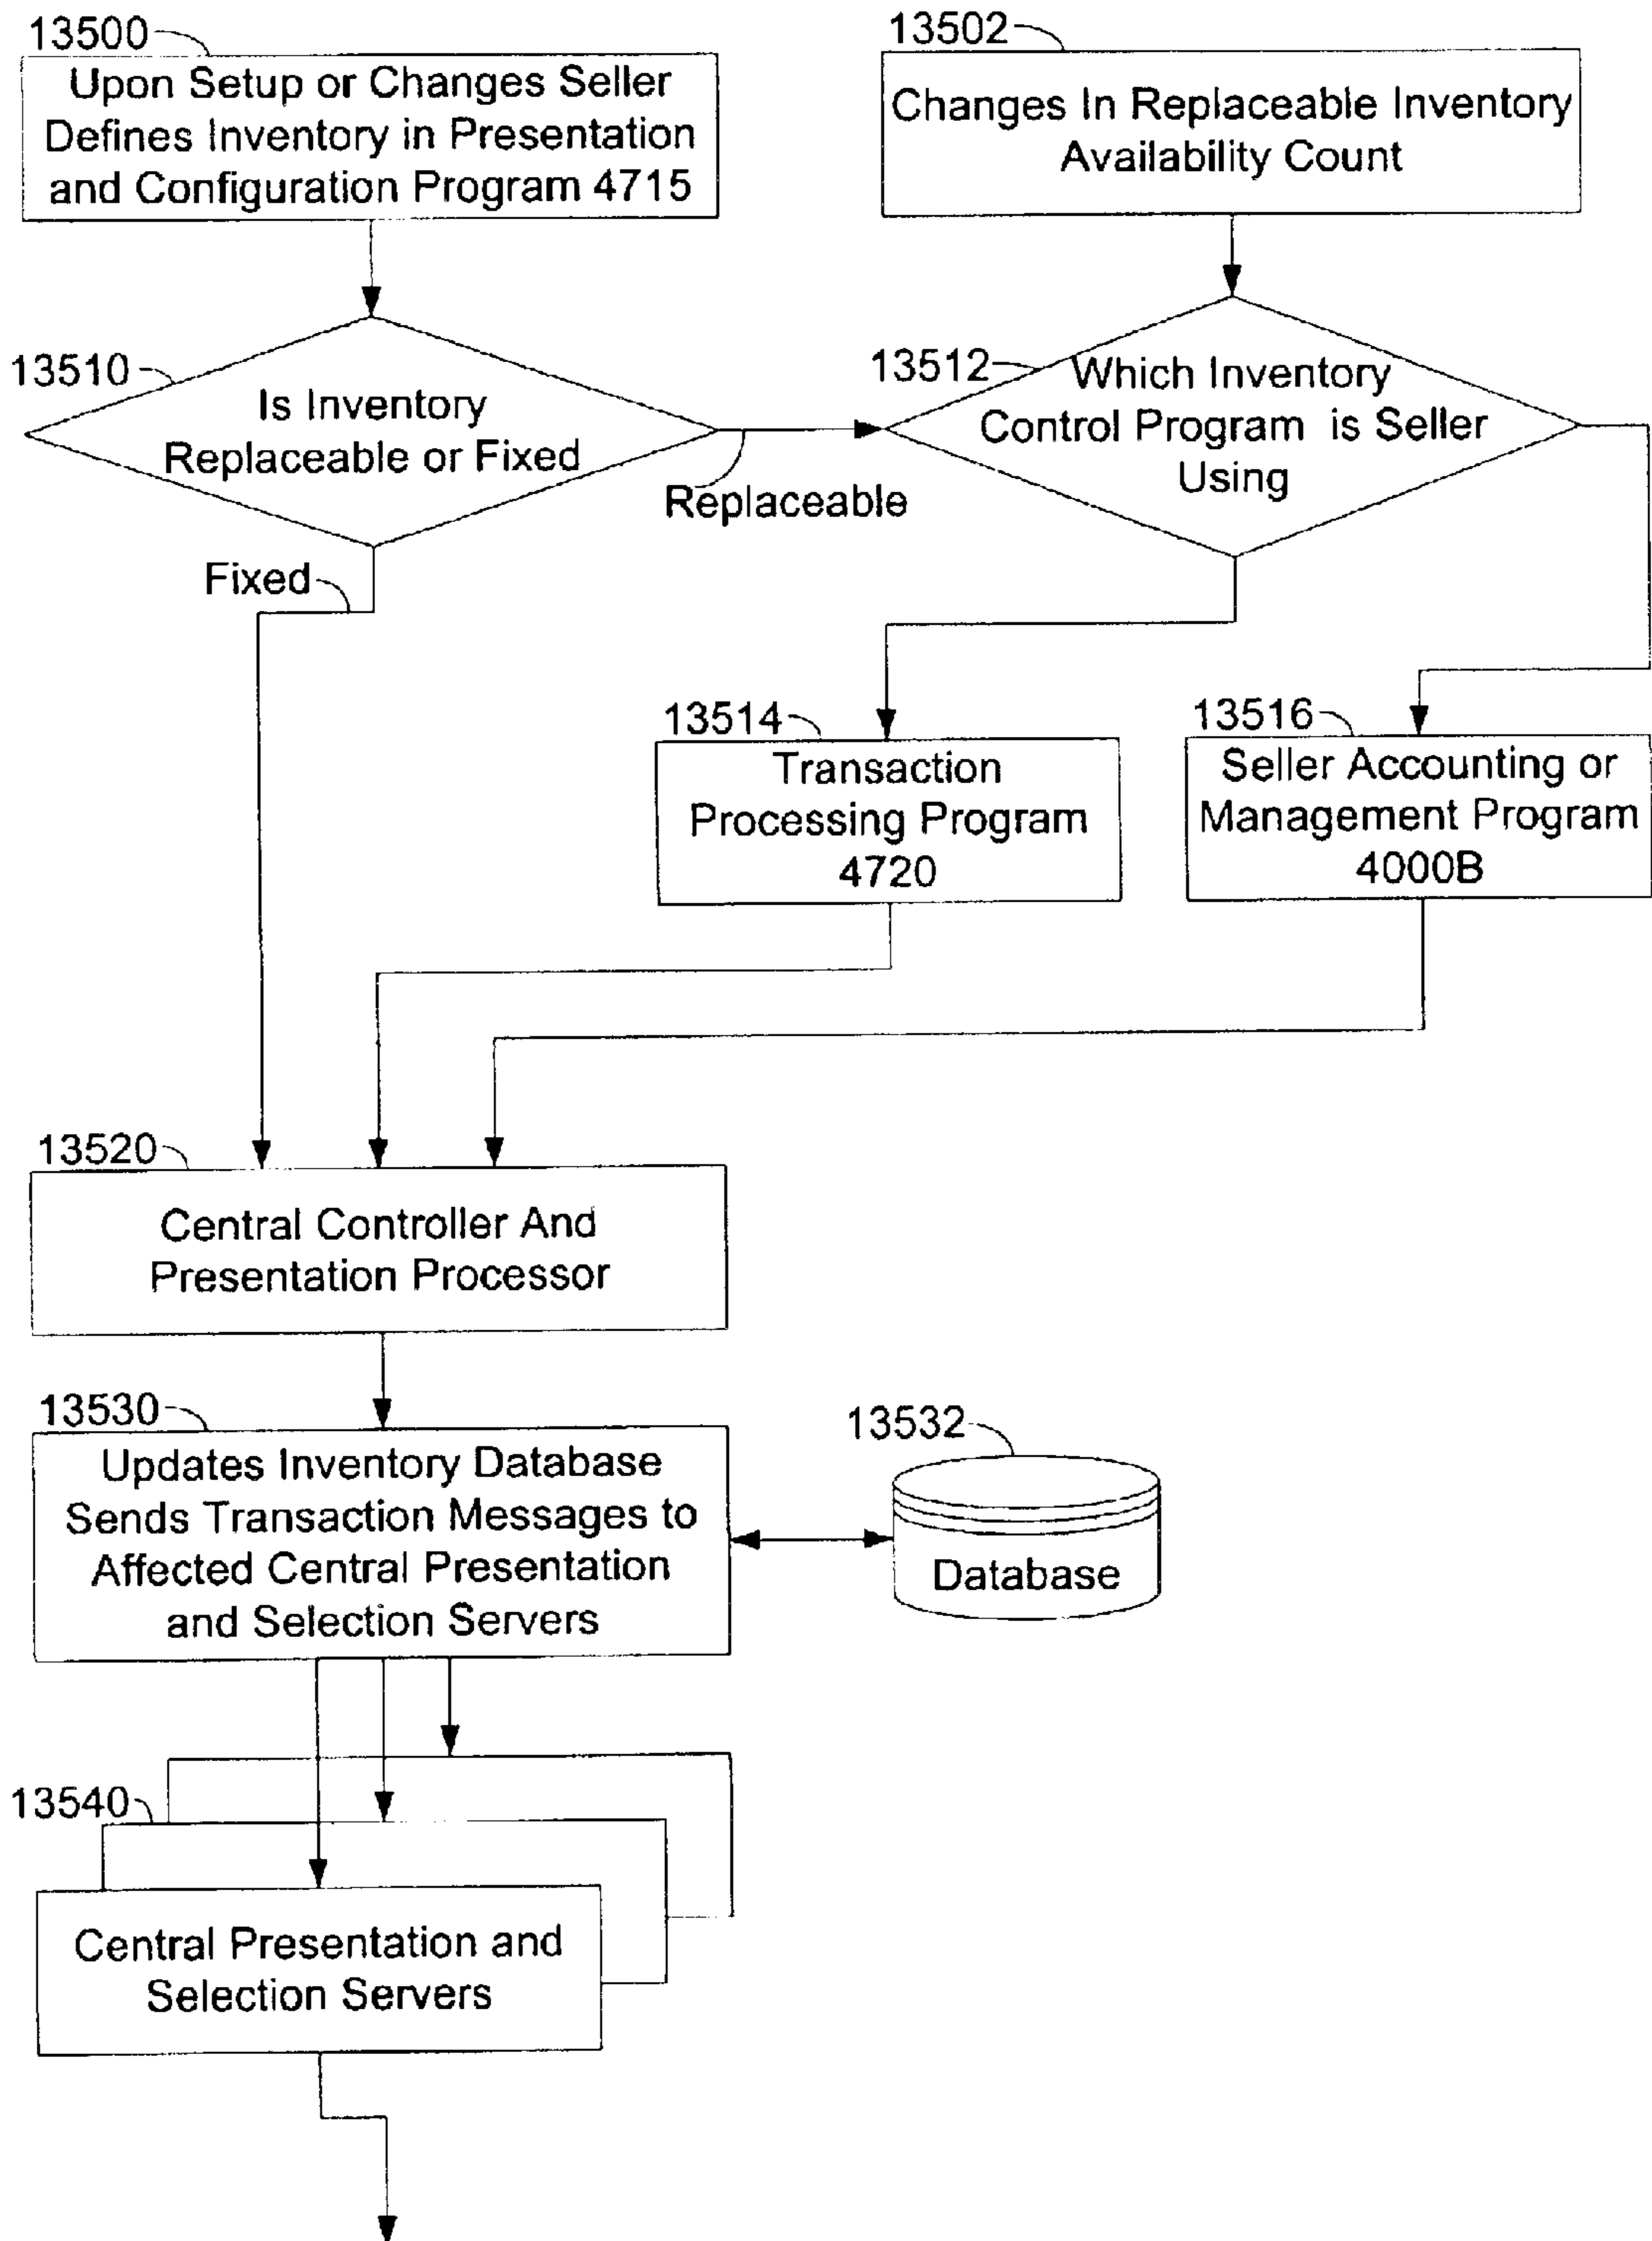 13500
Upon Setup or Changes Seller
Defines Inventory in Presentation
and Configuration Program 4715
13502
Changes In Replaceable Inventory
Availability Count
13510
Is Inventory
Replaceable or Fixed
Replaceable
Fixed
13512
Which Inventory
Control Program is Seller
Using
13514
Transaction
Processing Program
4720
13516
Seller Accounting or
Management Program
4000B
13520
Central Controller And
Presentation Processor
13530
Updates Inventory Database
Sends Transaction Messages to
Affected Central Presentation
and Selection Servers
13532
Database
13540
Central Presentation and
Selection Servers